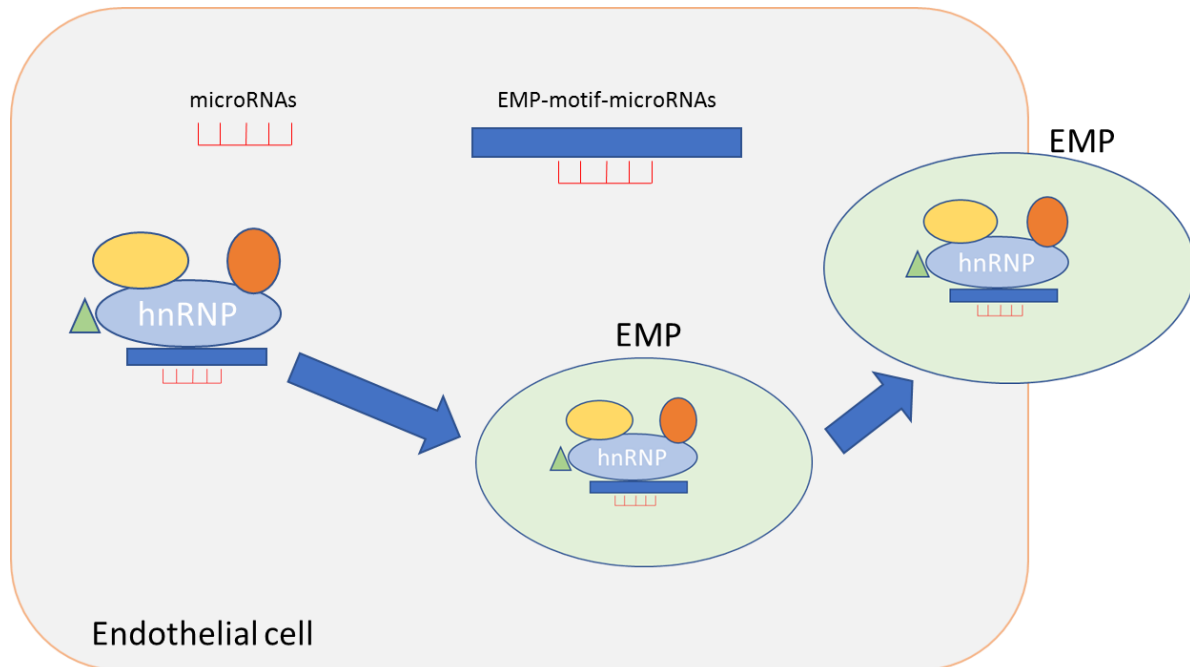 microRNAs
EMP-motif-microRNAs
EMP
hnRNP
hnRNP
EMP
hnRNP
Endothelial cell